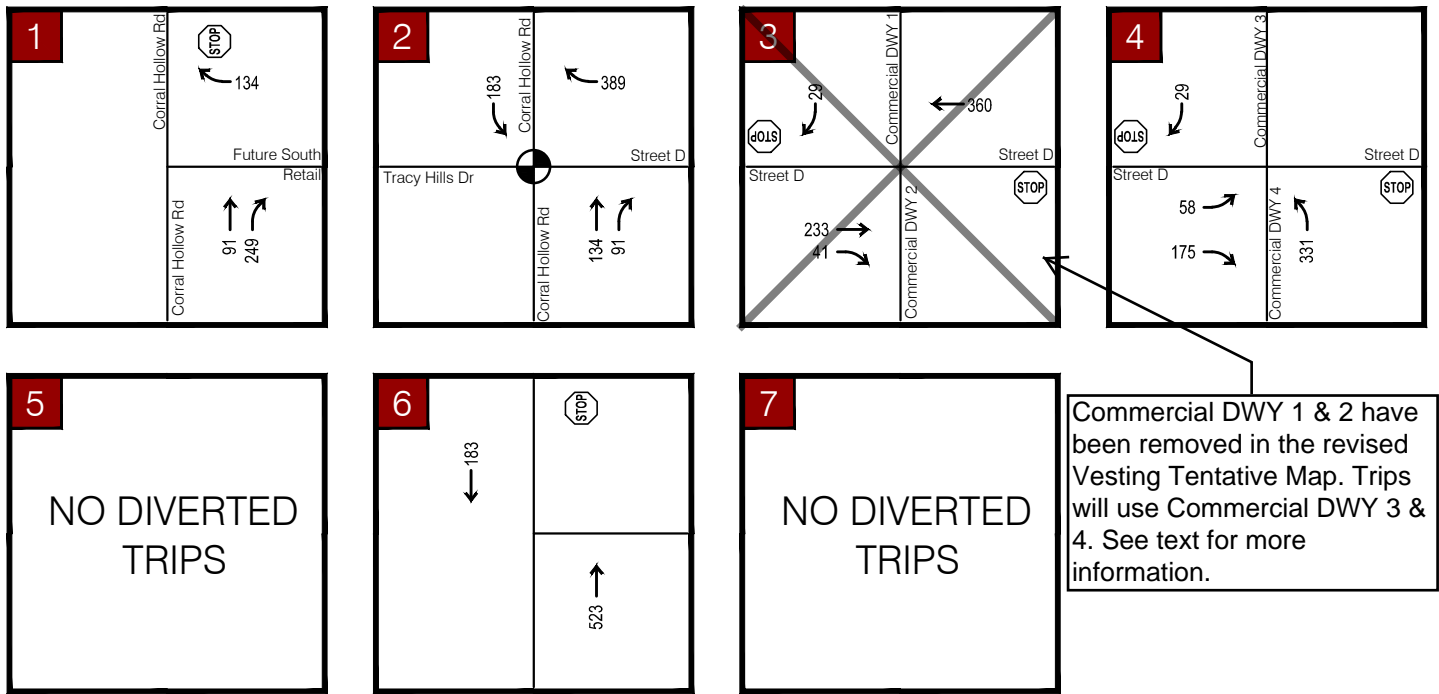 1
Corral Hollow Rd
STOP
134
Future South
Retail
Corral Hollow Rd
91
249
2
Corral Hollow Rd
183
389
Street D
Tracy Hills Dr
Corral Hollow Rd
134
91
3
Commercial DWY 1
29
360
STOP
Street D
Street D
STOP
Commercial DWY 2
233
41
4
Commercial DWY 3
29
STOP
Street D
Street D
STOP
Commercial DWY 4
58
175
331
5
NO DIVERTED
TRIPS
6
STOP
183
523
7
NO DIVERTED
TRIPS
Commercial DWY 1 & 2 have
been removed in the revised
Vesting Tentative Map. Trips
will use Commercial DWY 3 &
4. See text for more
information.